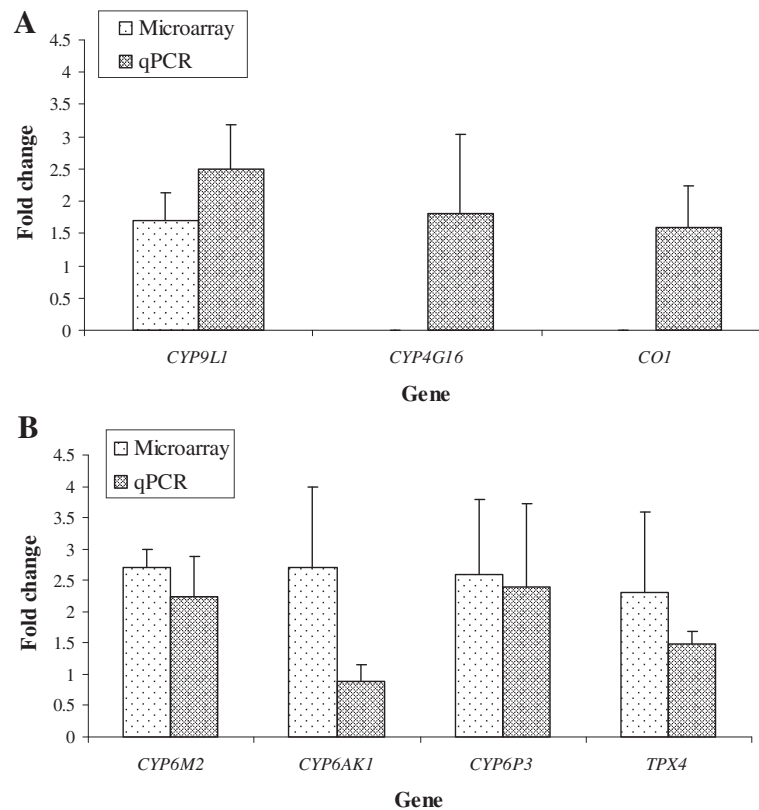 A
Microarray
qPCR
4.5
4
3.5
3
2.5
2
1.5
1
0.5
0
Fold change
CYP9L1 CYP4G16 CO1
Gene
B
Microarray
qPCR
4.5
4
3.5
3
2.5
2
1.5
1
0.5
0
Fold change
CYP6M2 CYP6AK1 CYP6P3 TPX4
Gene